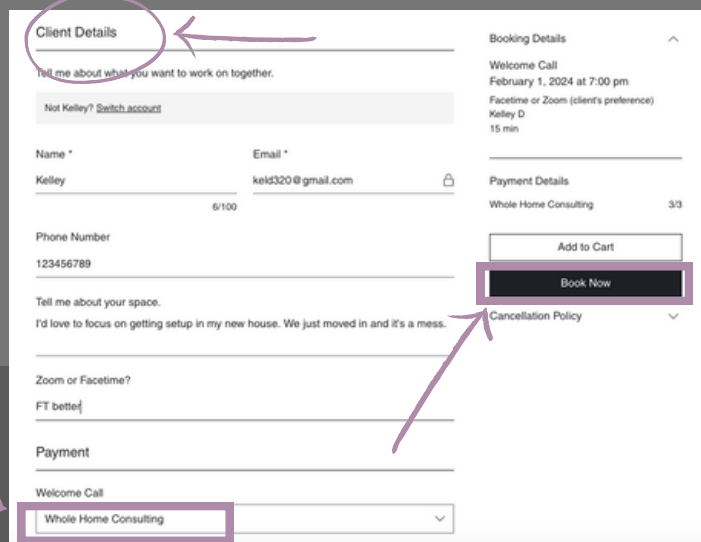 Client Details
Tell me about what you want to work on together.
Not Kelley? Switch account
Name *
Kelley
6/100
Email *
keld320@gmail.com
Phone Number
123456789
Tell me about your space.
I'd love to focus on getting setup in my new house. We just moved in and it's a mess.
Zoom or Facetime?
FT better
Payment
Welcome Call
Whole Home Consulting
Booking Details
Welcome Call
February 1, 2024 at 7:00 pm
Facetime or Zoom (client's preference)
Kelley D
15 min
Payment Details
Whole Home Consulting 3/3
Add to Cart
Book Now
Cancellation Policy